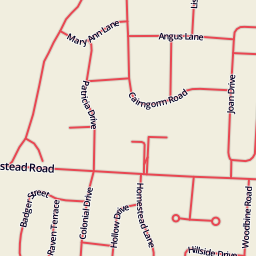 Lis
Mary Ann Lane
Angus Lane
Patricia Drive
Cairngorm Road
Joan Drive
stead Road
Badger Street
Raven Terrace
Colonial Drive
Hollow Drive
Homestead Lane
Woodbine Road
Hillside Drive